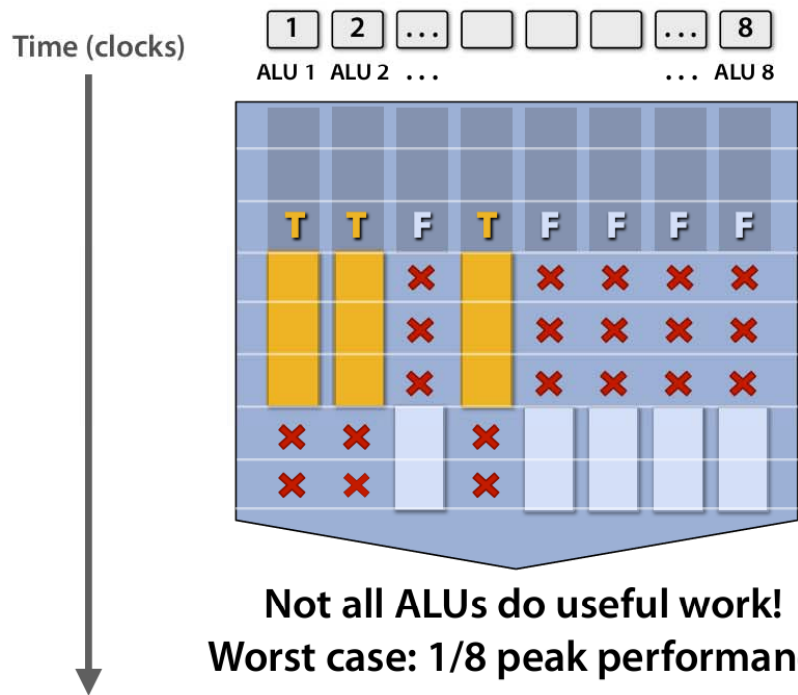 1 2 ... ... 8
Time (clocks)
ALU 1 ALU 2 ... ... ALU 8
T T F T F F F F
Not all ALUs do useful work!
Worst case: 1/8 peak performan